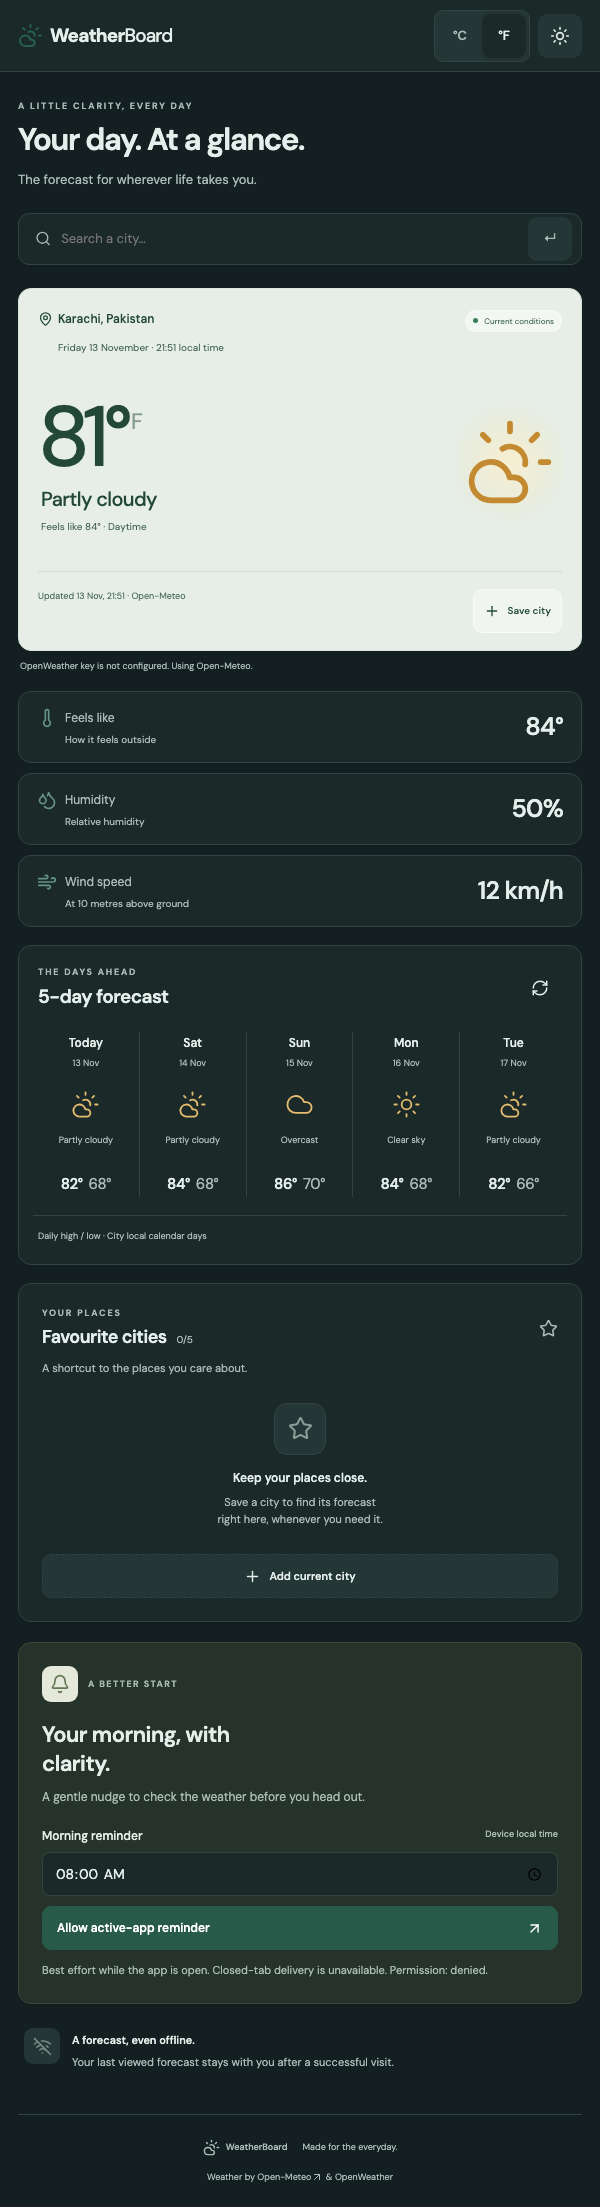 WeatherBoard
°C °F
A LITTLE CLARITY, EVERY DAY
Your day. At a glance.
The forecast for wherever life takes you.
Search a city...
Karachi, Pakistan
Current conditions
Friday 13 November · 21:51 local time
81°F
Partly cloudy
Feels like 84° · Daytime
Updated 13 Nov, 21:51 · Open-Meteo
Save city
OpenWeather key is not configured. Using Open-Meteo.
Feels like
How it feels outside
84°
Humidity
Relative humidity
50%
Wind speed
At 10 metres above ground
12 km/h
THE DAYS AHEAD
5-day forecast
Today Sat Sun Mon Tue
13 Nov 14 Nov 15 Nov 16 Nov 17 Nov
Partly cloudy Partly cloudy Overcast Clear sky Partly cloudy
82° 68° 84° 68° 86° 70° 84° 68° 82° 66°
Daily high / low · City local calendar days
YOUR PLACES
Favourite cities 0/5
A shortcut to the places you care about.
Keep your places close.
Save a city to find its forecast
right here, whenever you need it.
Add current city
A BETTER START
Your morning, with
clarity.
A gentle nudge to check the weather before you head out.
Morning reminder
Device local time
08:00 AM
Allow active-app reminder
Best effort while the app is open. Closed-tab delivery is unavailable. Permission: denied.
A forecast, even offline.
Your last viewed forecast stays with you after a successful visit.
WeatherBoard Made for the everyday.
Weather by Open-Meteo & OpenWeather